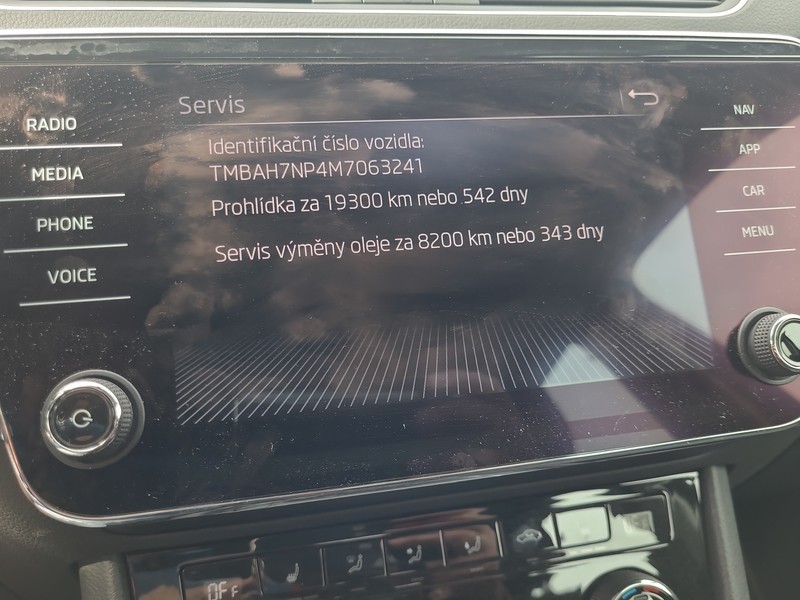 Servis
Identifikační číslo vozidla:
TMBAH7NP4M7063241
Prohlídka za 19300 km nebo 542 dny
Servis výměny oleje za 8200 km nebo 343 dny
RADIO
MEDIA
PHONE
VOICE
NAV
APP
CAR
MENU
OFF